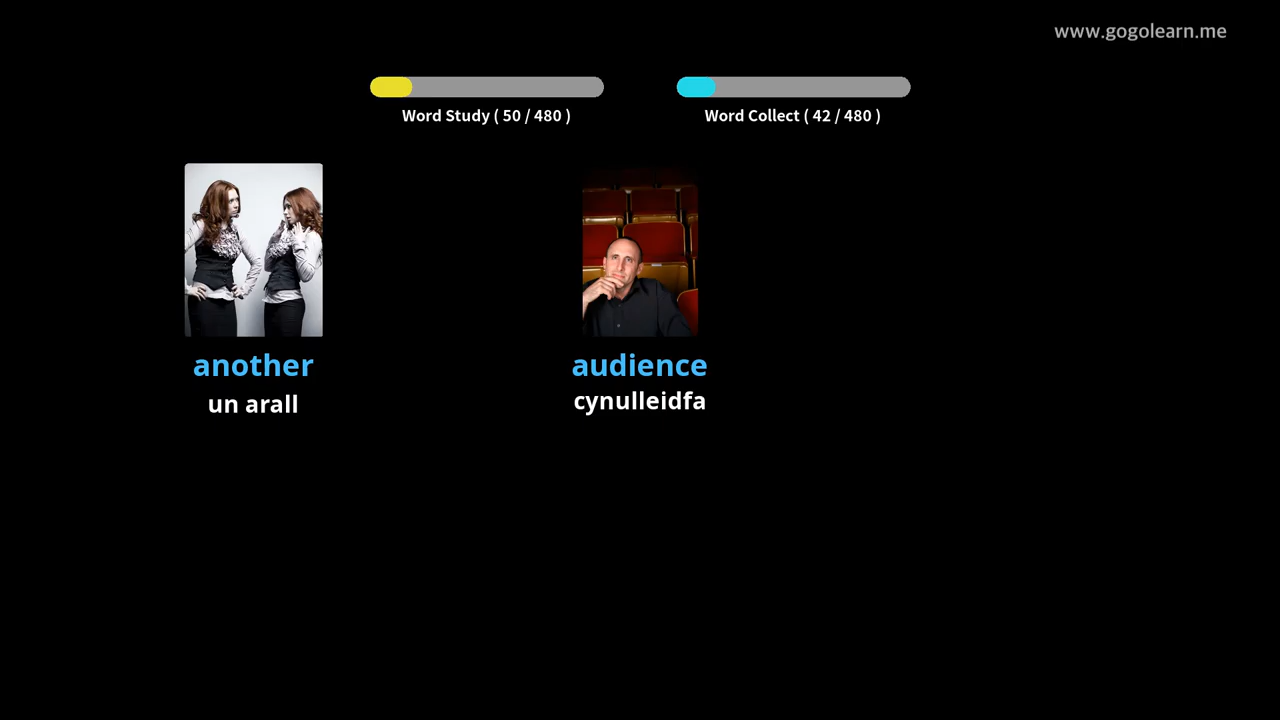 www.gogolearn.me
Word Study ( 50 / 480 )
Word Collect ( 42 / 480 )
another
un arall
audience
cynulleidfa